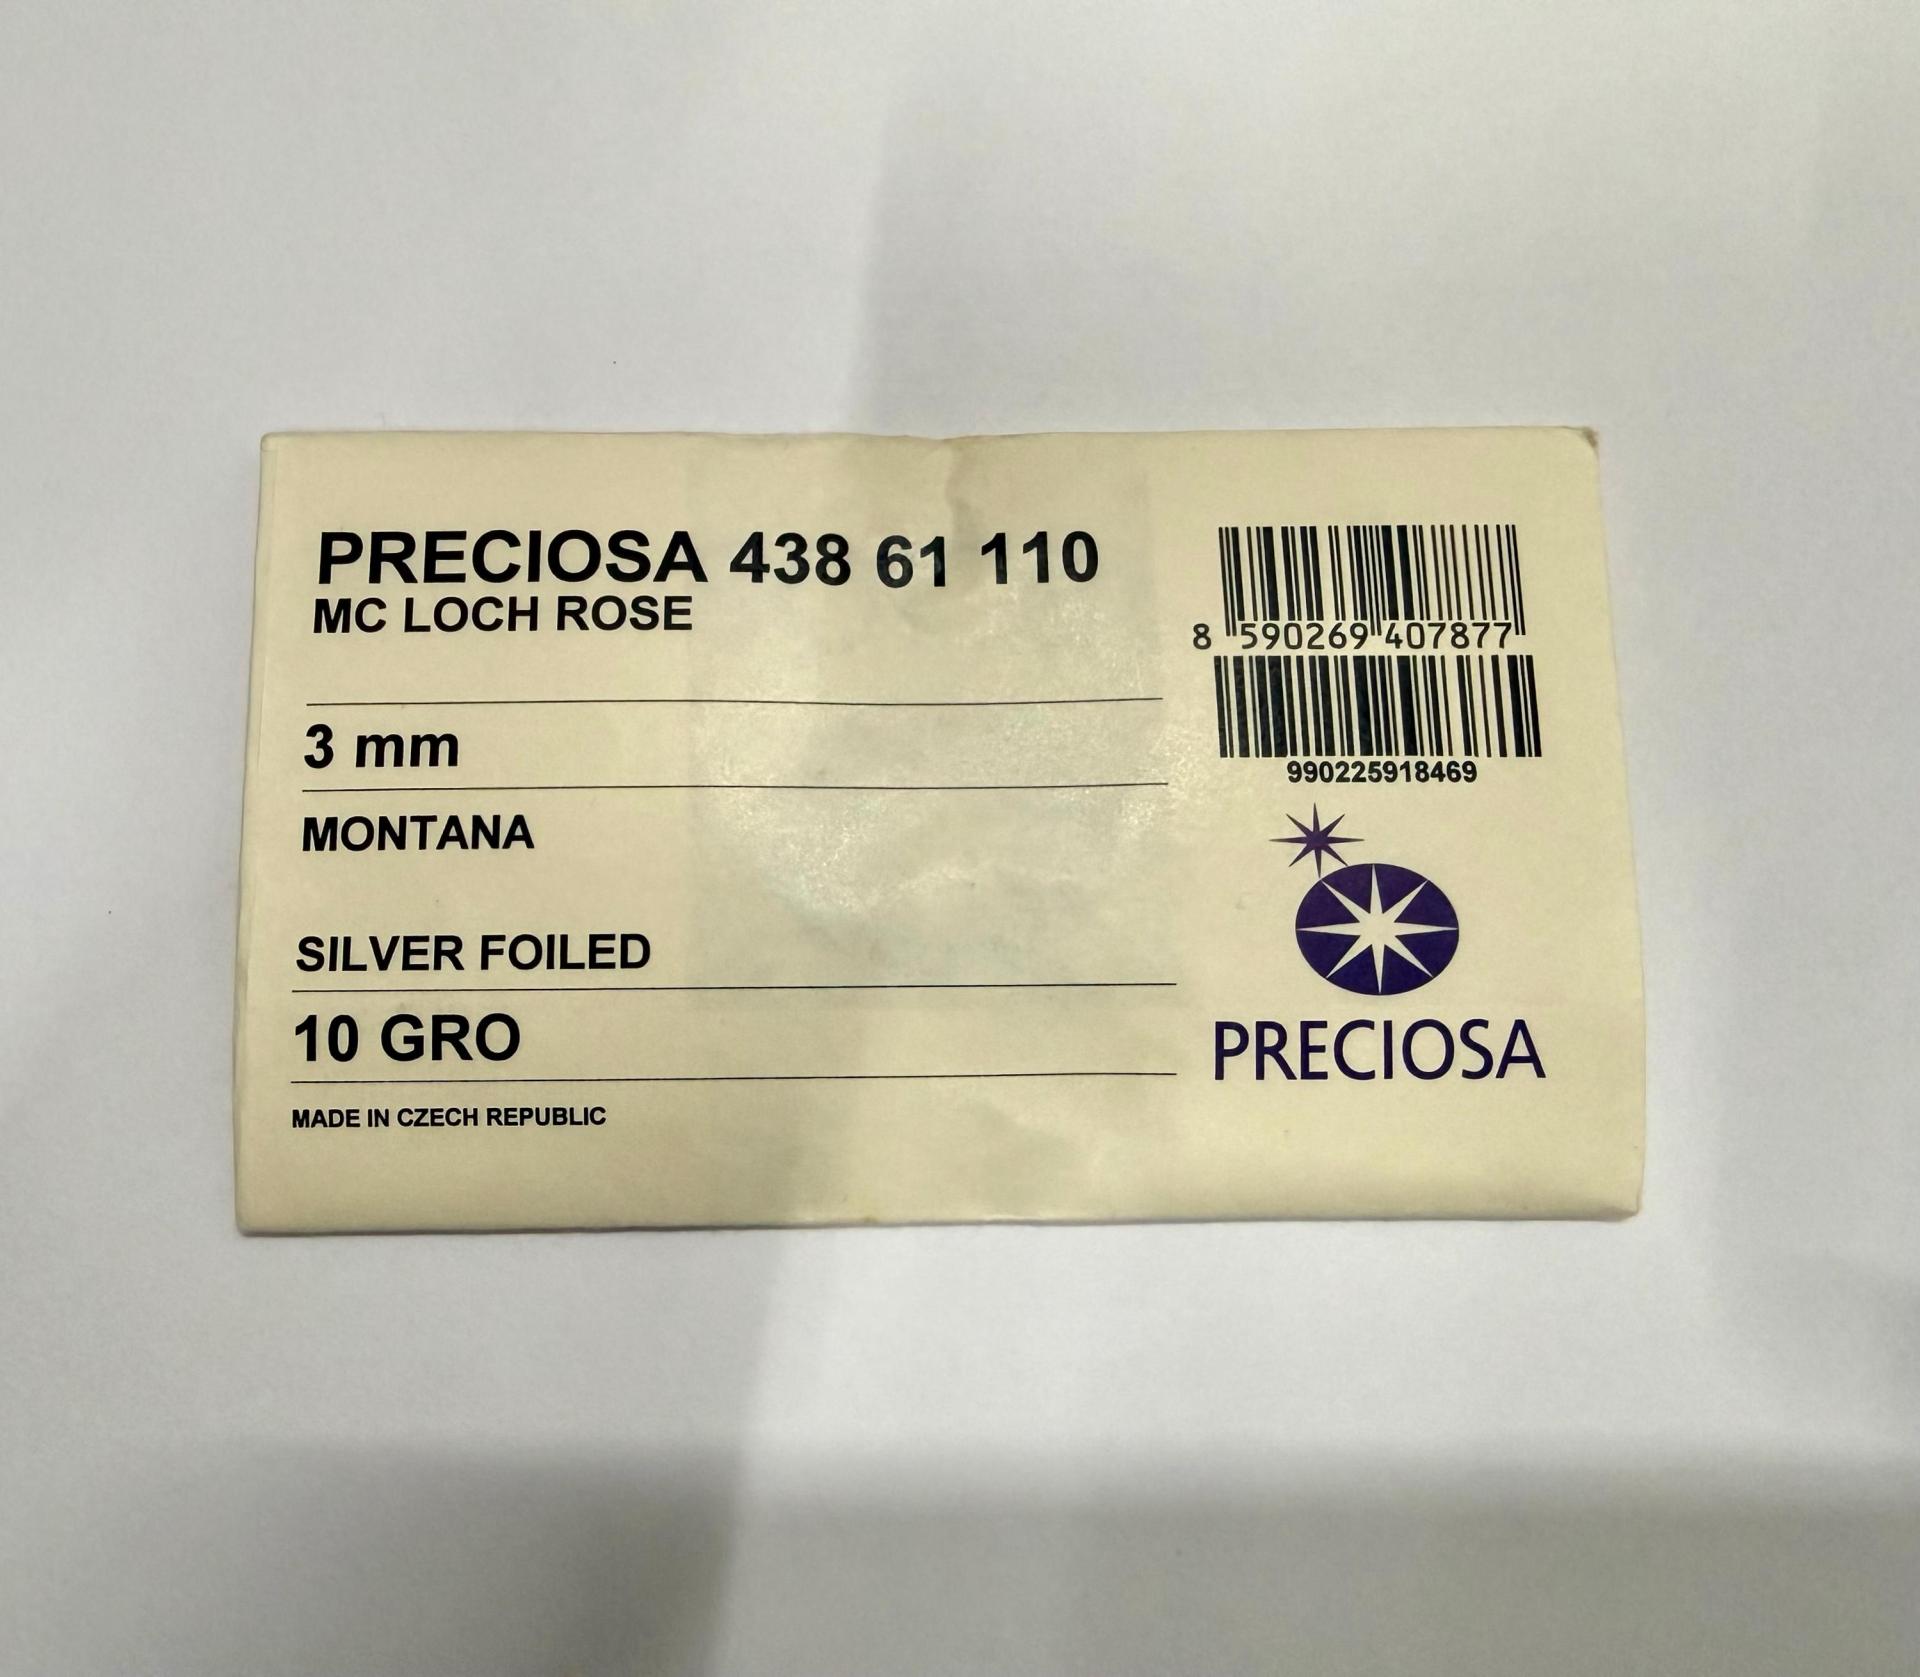 PRECIOSA 438 61 110
MC LOCH ROSE
3 mm
MONTANA
SILVER FOILED
10 GRO
MADE IN CZECH REPUBLIC
8 590269 407877
990225918469
PRECIOSA